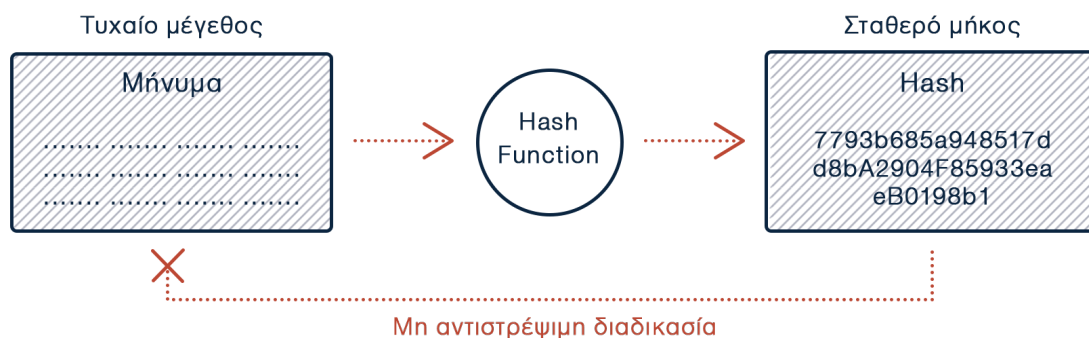 Τυχαίο μέγεθος
Μήνυμα
....... ....... ....... .......
....... ....... ....... .......
....... ....... ....... .......
Hash
Function
Σταθερό μήκος
Hash
7793b685a948517d
d8bA2904F85933ea
eB0198b1
Μη αντιστρέψιμη διαδικασία